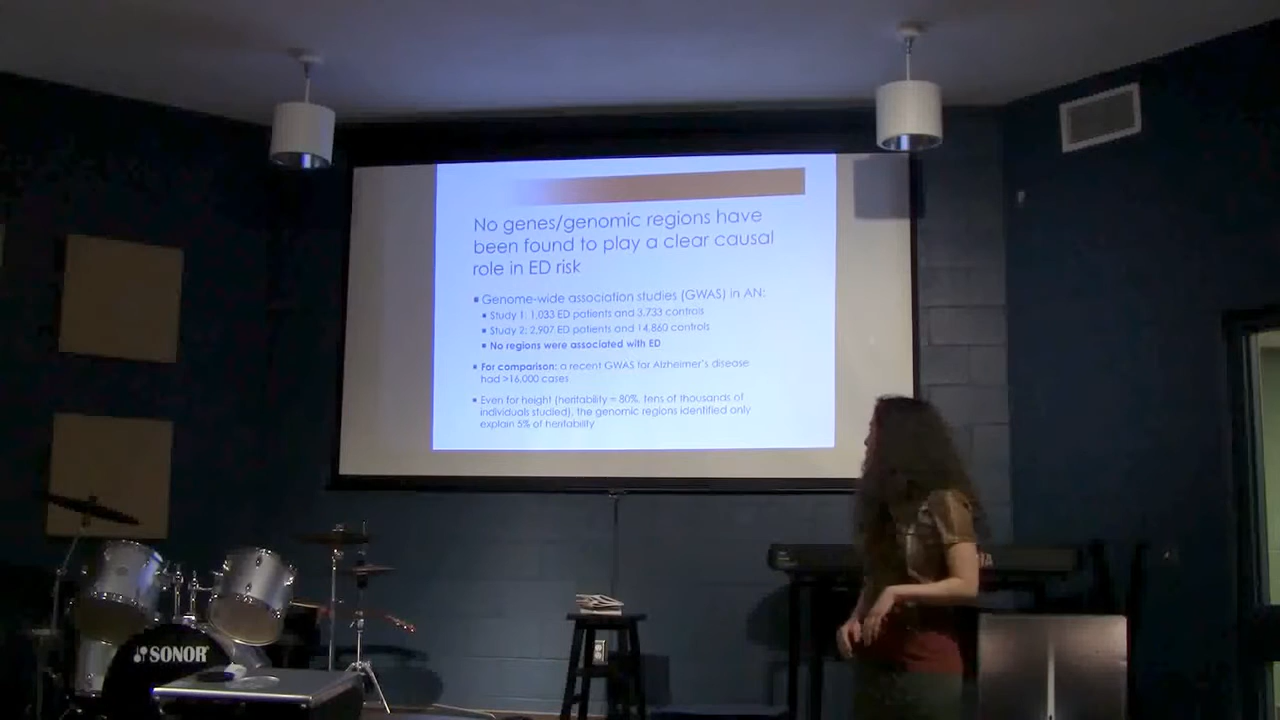 No genes/genomic regions have
been found to play a clear causal
role in ED risk
Genome-wide association studies (GWAS) in AN:
Study 1: 1,033 ED patients and 3,733 controls
Study 2: 2,907 ED patients and 14,860 controls
No regions were associated with ED
For comparison: a recent GWAS for Alzheimer's disease
had >16,000 cases
Even for height (heritability = 80%, tens of thousands of
individuals studied), the genomic regions identified only
explain 5% of heritability
SONOR